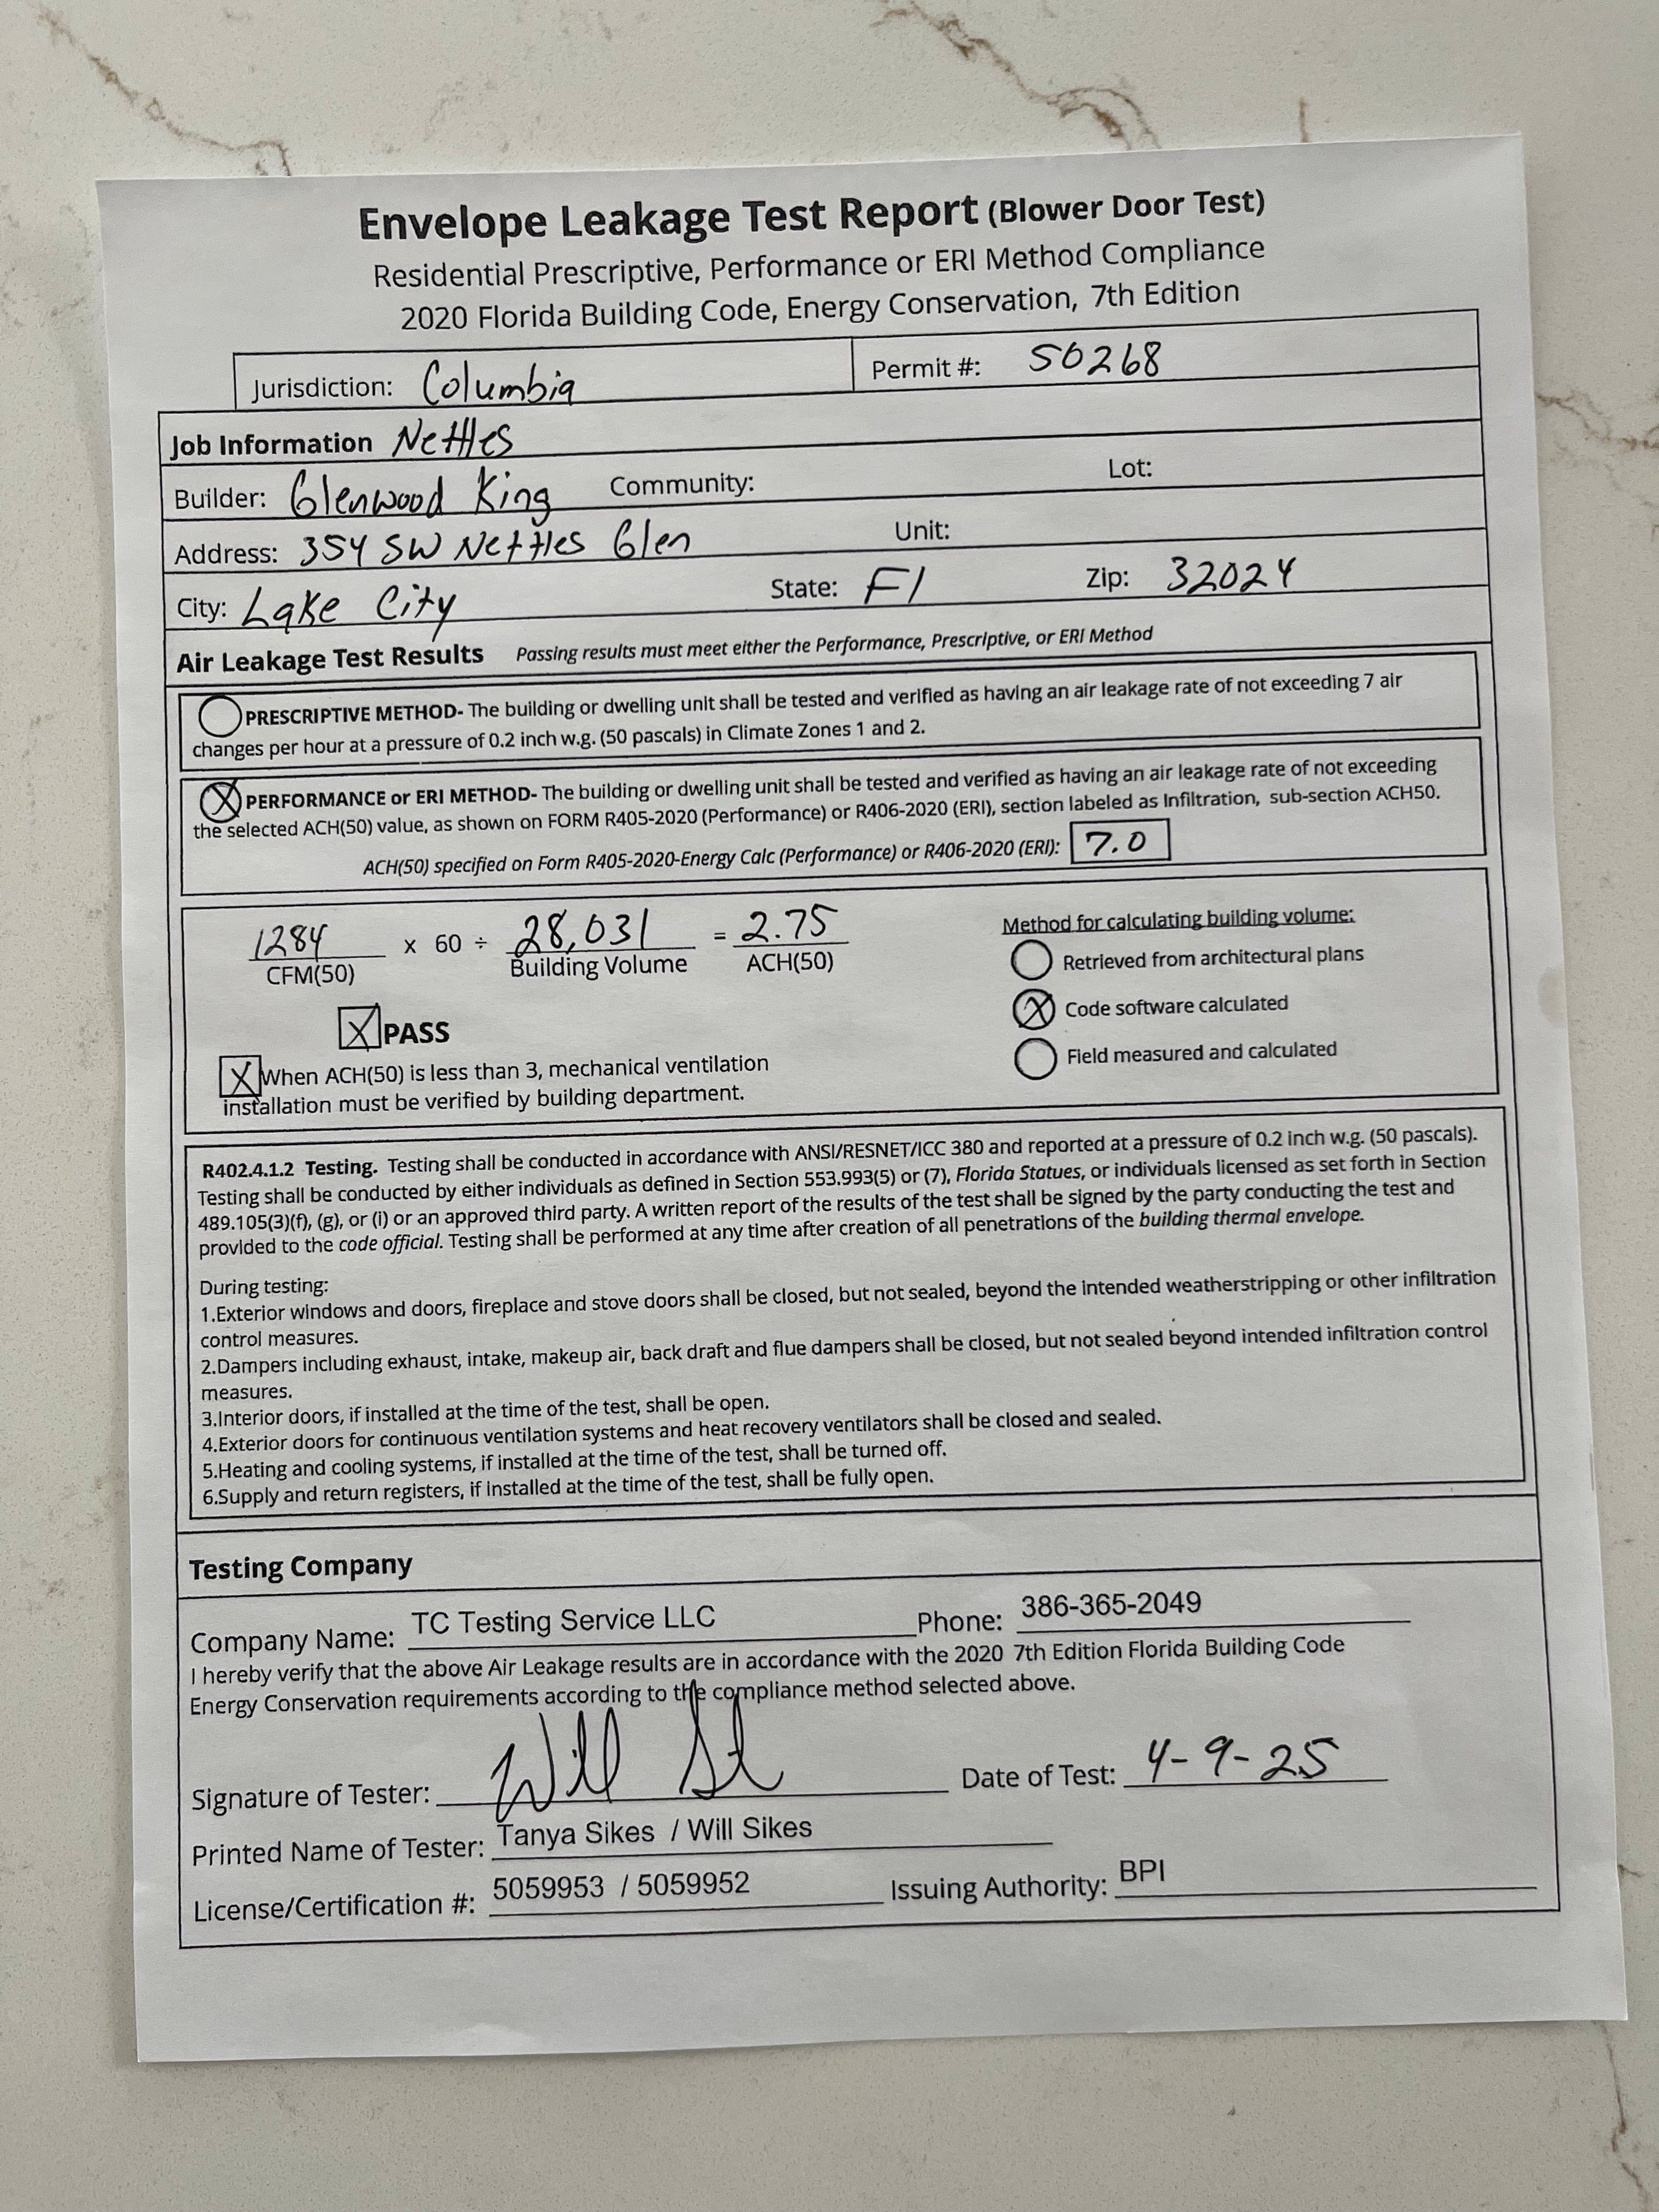 Envelope Leakage Test Report (Blower Door Test)
Residential Prescriptive, Performance or ERI Method Compliance
2020 Florida Building Code, Energy Conservation, 7th Edition
Jurisdiction: Columbia Permit #: 50268
Job Information Nettles
Builder: Glenwood King Community: Lot:
Address: 354 SW Nettles Glen Unit:
City: Lake City State: Fl Zip: 32024
Air Leakage Test Results Passing results must meet either the Performance, Prescriptive, or ERI Method
PRESCRIPTIVE METHOD- The building or dwelling unit shall be tested and verified as having an air leakage rate of not exceeding 7 air
changes per hour at a pressure of 0.2 inch w.g. (50 pascals) in Climate Zones 1 and 2.
X PERFORMANCE or ERI METHOD- The building or dwelling unit shall be tested and verified as having an air leakage rate of not exceeding
the selected ACH(50) value, as shown on FORM R405-2020 (Performance) or R406-2020 (ERI), section labeled as Infiltration, sub-section ACH50.
ACH(50) specified on Form R405-2020-Energy Calc (Performance) or R406-2020 (ERI): 7.0
1284 x 60 ÷ 28,031 = 2.75
CFM(50) Building Volume ACH(50)
Method for calculating building volume:
Retrieved from architectural plans
X Code software calculated
Field measured and calculated
X PASS
X When ACH(50) is less than 3, mechanical ventilation
installation must be verified by building department.
R402.4.1.2 Testing. Testing shall be conducted in accordance with ANSI/RESNET/ICC 380 and reported at a pressure of 0.2 inch w.g. (50 pascals).
Testing shall be conducted by either individuals as defined in Section 553.993(5) or (7), Florida Statues, or individuals licensed as set forth in Section
489.105(3)(f), (g), or (i) or an approved third party. A written report of the results of the test shall be signed by the party conducting the test and
provided to the code official. Testing shall be performed at any time after creation of all penetrations of the building thermal envelope.
During testing:
1.Exterior windows and doors, fireplace and stove doors shall be closed, but not sealed, beyond the intended weatherstripping or other infiltration
control measures.
2.Dampers including exhaust, intake, makeup air, back draft and flue dampers shall be closed, but not sealed beyond intended infiltration control
measures.
3.Interior doors, if installed at the time of the test, shall be open.
4.Exterior doors for continuous ventilation systems and heat recovery ventilators shall be closed and sealed.
5.Heating and cooling systems, if installed at the time of the test, shall be turned off.
6.Supply and return registers, if installed at the time of the test, shall be fully open.
Testing Company
Company Name: TC Testing Service LLC Phone: 386-365-2049
I hereby verify that the above Air Leakage results are in accordance with the 2020 7th Edition Florida Building Code
Energy Conservation requirements according to the compliance method selected above.
Signature of Tester: Will Date of Test: 4-9-25
Printed Name of Tester: Tanya Sikes / Will Sikes
License/Certification #: 5059953 / 5059952 Issuing Authority: BPI